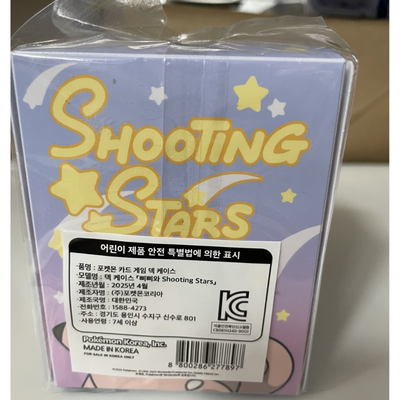 SHOOTING
STARS
어린이 제품 안전 특별법에 의한 표시
·품명 : 포켓몬 카드 게임 덱 케이스
·모델명 : 덱 케이스 「삐삐와 Shooting Stars」
·제조년월 : 2025년 4월
·제조자명 : (주)포켓몬코리아
·제조국명 : 대한민국
·전화번호 : 1588-4273
·주소 : 경기도 용인시 수지구 신수로 801
·사용연령 : 7세 이상
Pokémon Korea, Inc.
MADE IN KOREA
FOR SALE IN KOREA ONLY
8 800286 277897